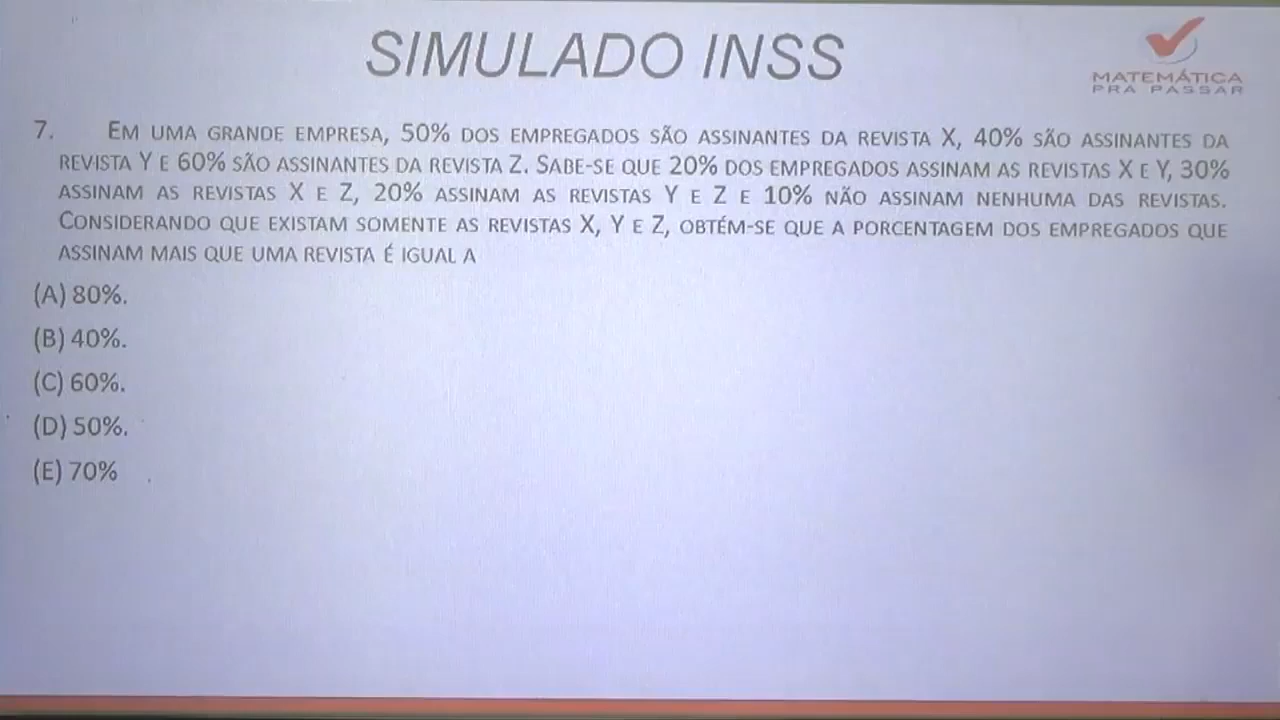 SIMULADO INSS
MATEMÁTICA
PRA PASSAR
7. EM UMA GRANDE EMPRESA, 50% DOS EMPREGADOS SÃO ASSINANTES DA REVISTA X, 40% SÃO ASSINANTES DA
REVISTA Y E 60% SÃO ASSINANTES DA REVISTA Z. SABE-SE QUE 20% DOS EMPREGADOS ASSINAM AS REVISTAS X E Y, 30%
ASSINAM AS REVISTAS X E Z, 20% ASSINAM AS REVISTAS Y E Z E 10% NÃO ASSINAM NENHUMA DAS REVISTAS.
CONSIDERANDO QUE EXISTAM SOMENTE AS REVISTAS X, Y E Z, OBTÉM-SE QUE A PORCENTAGEM DOS EMPREGADOS QUE
ASSINAM MAIS QUE UMA REVISTA É IGUAL A
(A) 80%.
(B) 40%.
(C) 60%.
(D) 50%.
(E) 70%